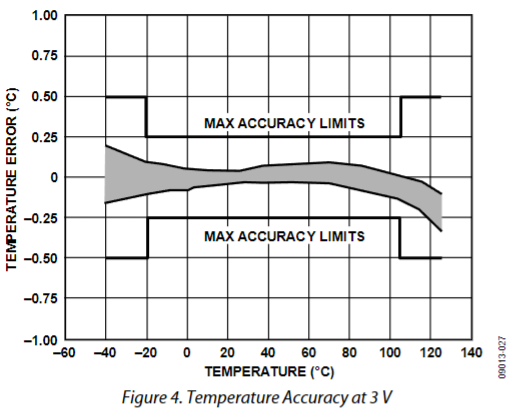 1.00
0.75
0.50
0.25
0
–0.25
–0.50
–0.75
–1.00
TEMPERATURE ERROR (°C)
MAX ACCURACY LIMITS
MAX ACCURACY LIMITS
–60 –40 –20 0 20 40 60 80 100 120 140
TEMPERATURE (°C)
09013-027
Figure 4. Temperature Accuracy at 3 V